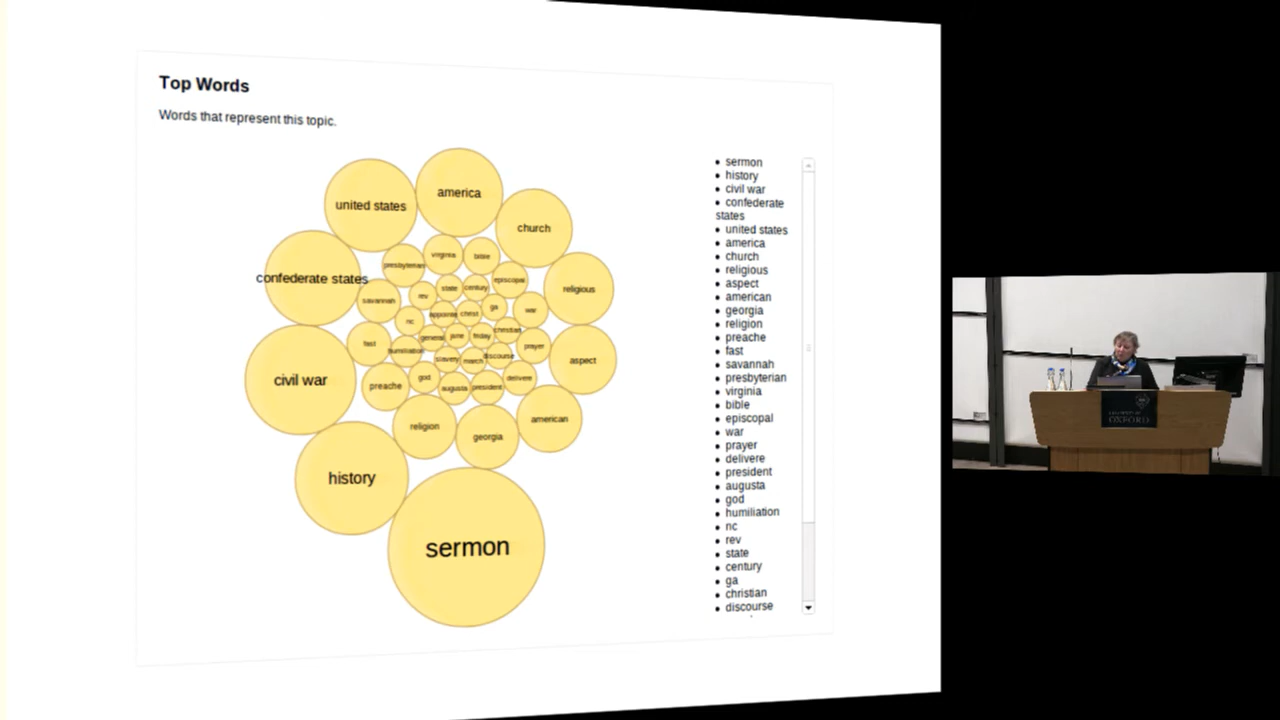 Top Words
Words that represent this topic.
america
united states
church
virginia
bible
presbyterian
episcopal
confederate states
state
century
religious
rev
savannah
ga
war
nc
christ
christian
general
june
friday
fast
humiliation
prayer
slavery
march
discourse
aspect
civil war
god
delivere
preache
augusta
president
american
religion
georgia
history
sermon
• sermon
• history
• civil war
• confederate
states
• united states
• america
• church
• religious
• aspect
• american
• georgia
• religion
• preache
• fast
• savannah
• presbyterian
• virginia
• bible
• episcopal
• war
• prayer
• delivere
• president
• augusta
• god
• humiliation
• nc
• rev
• state
• century
• ga
• christian
• discourse
UNIVERSITY OF
OXFORD